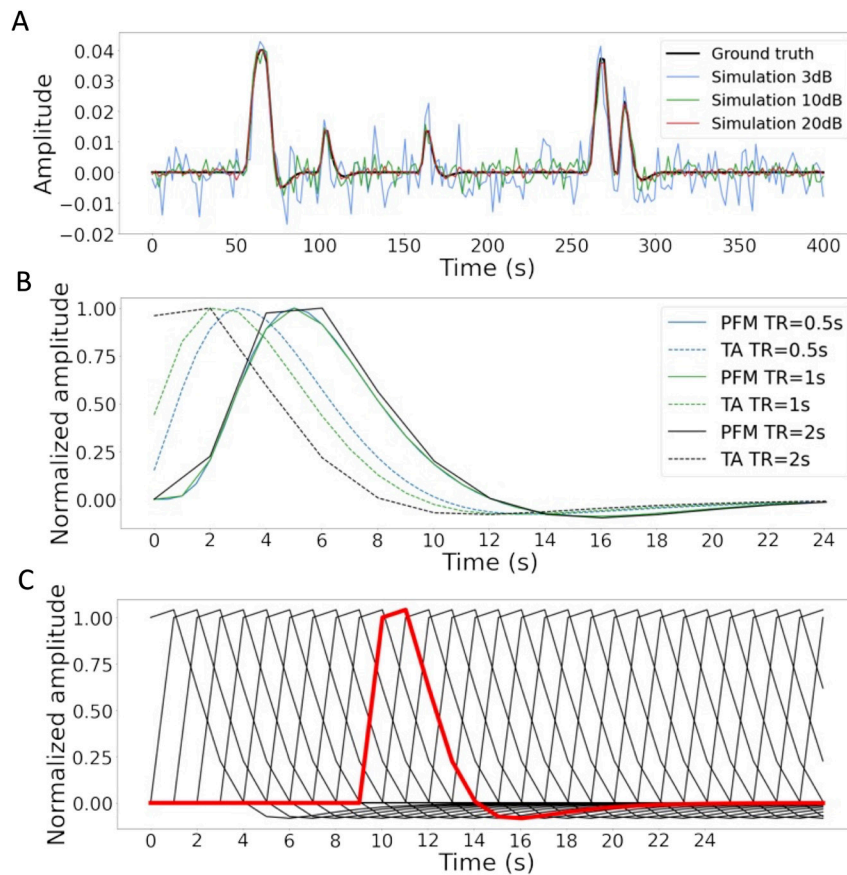 A
Amplitude
0.04
0.03
0.02
0.01
0.00
−0.01
−0.02
0 50 100 150 200 250 300 350 400
Time (s)
Ground truth
Simulation 3dB
Simulation 10dB
Simulation 20dB
B
Normalized amplitude
1.00
0.75
0.50
0.25
0.00
0 2 4 6 8 10 12 14 16 18 20 22 24
Time (s)
PFM TR=0.5s
TA TR=0.5s
PFM TR=1s
TA TR=1s
PFM TR=2s
TA TR=2s
C
Normalized amplitude
1.00
0.75
0.50
0.25
0.00
0 2 4 6 8 10 12 14 16 18 20 22 24
Time (s)